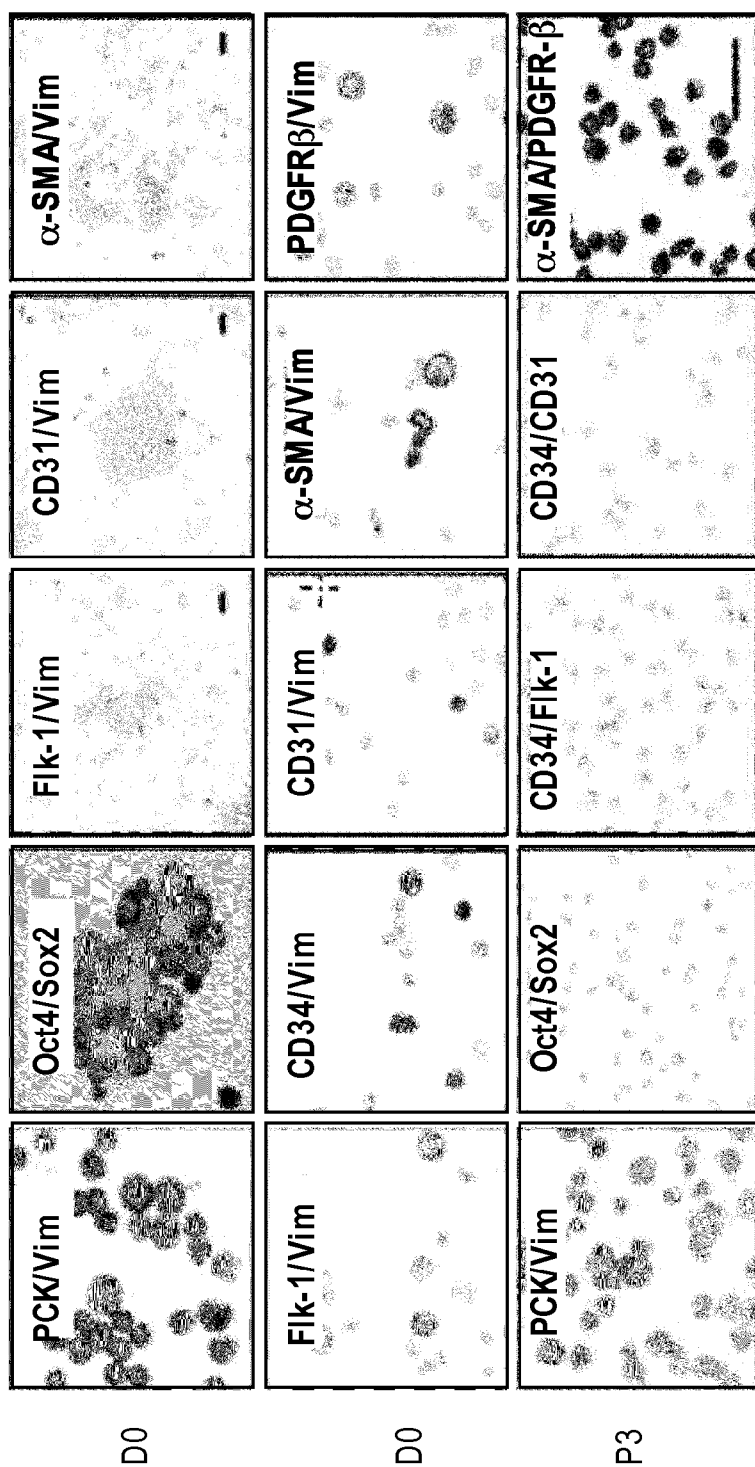 D0
PCK/Vim
Oct4/Sox2
Flk-1/Vim
CD31/Vim
α-SMA/Vim
D0
Flk-1/Vim
CD34/Vim
CD31/Vim
α-SMA/Vim
PDGFRβ/Vim
P3
PCK/Vim
Oct4/Sox2
CD34/Flk-1
CD34/CD31
α-SMA/PDGFR-β